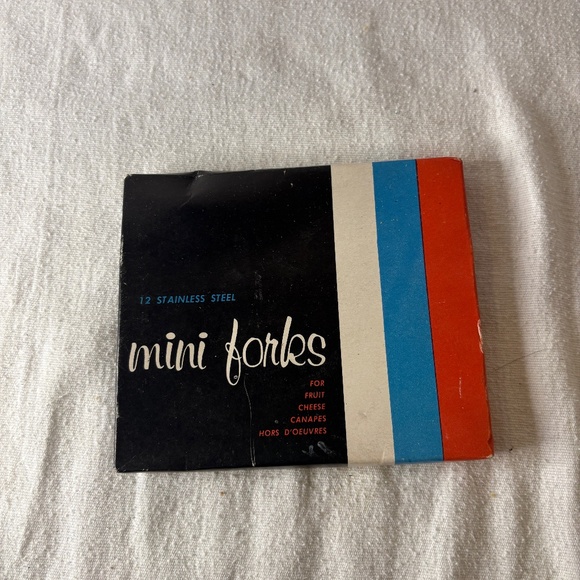 12 STAINLESS STEEL
mini forks
FOR
FRUIT
CHEESE
CANAPES
HORS D'OEUVRES